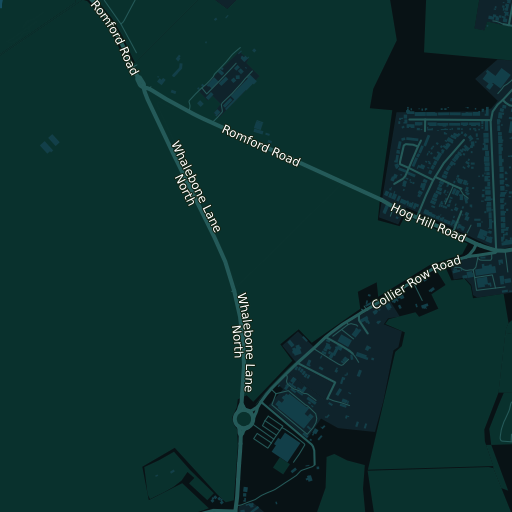 Romford Road
Romford Road
Whalebone Lane
North
Hog Hill Road
Collier Row Road
Whalebone Lane
North